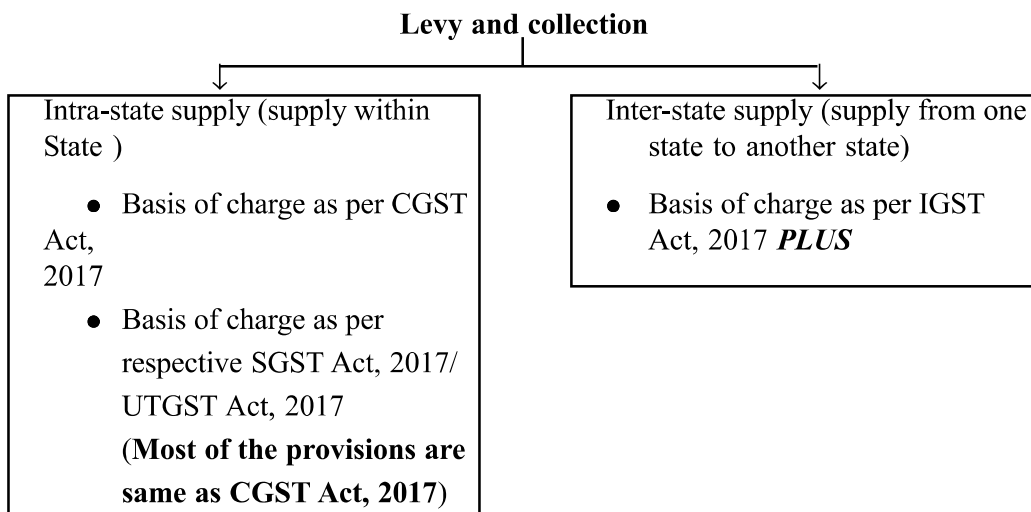 Levy and collection
Intra-state supply (supply within
State )
● Basis of charge as per CGST
Act,
2017
● Basis of charge as per
respective SGST Act, 2017/
UTGST Act, 2017
(Most of the provisions are
same as CGST Act, 2017)
Inter-state supply (supply from one
state to another state)
● Basis of charge as per IGST
Act, 2017 PLUS